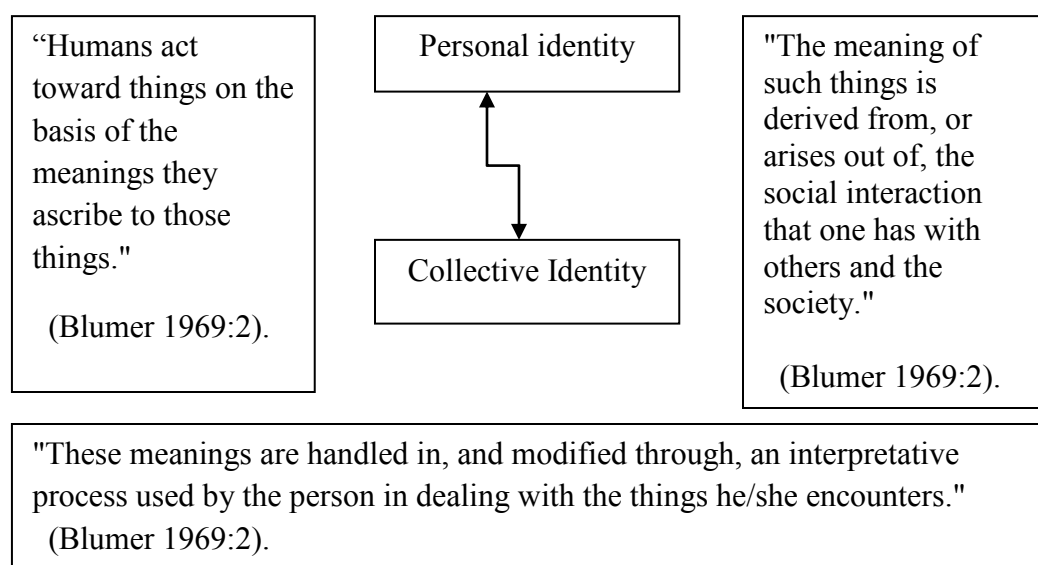 “Humans act
toward things on the
basis of the
meanings they
ascribe to those
things."
(Blumer 1969:2).
Personal identity
Collective Identity
"The meaning of
such things is
derived from, or
arises out of, the
social interaction
that one has with
others and the
society."
(Blumer 1969:2).
"These meanings are handled in, and modified through, an interpretative
process used by the person in dealing with the things he/she encounters."
(Blumer 1969:2).